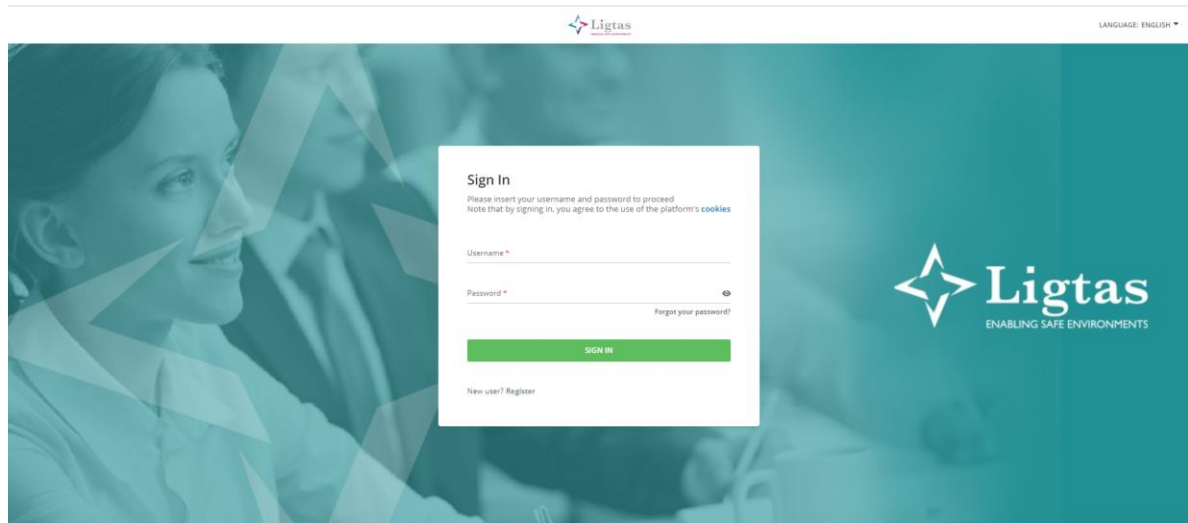 Ligtas
LANGUAGE: ENGLISH
Sign In
Please insert your username and password to proceed
Note that by signing in, you agree to the use of the platform's cookies
Username *
Password *
Forgot your password?
SIGN IN
New user? Register
Ligtas
ENABLING SAFE ENVIRONMENTS